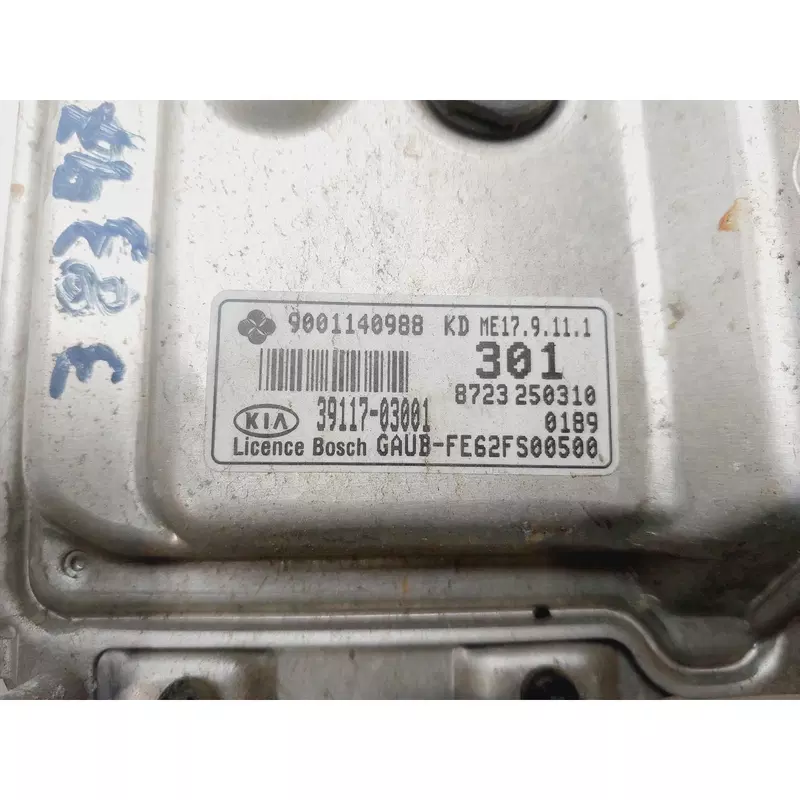 9001140988 KD ME17.9.11.1
301
8723 250310
KIA 39117-03001 0189
Licence Bosch GAUB-FE62FS00500